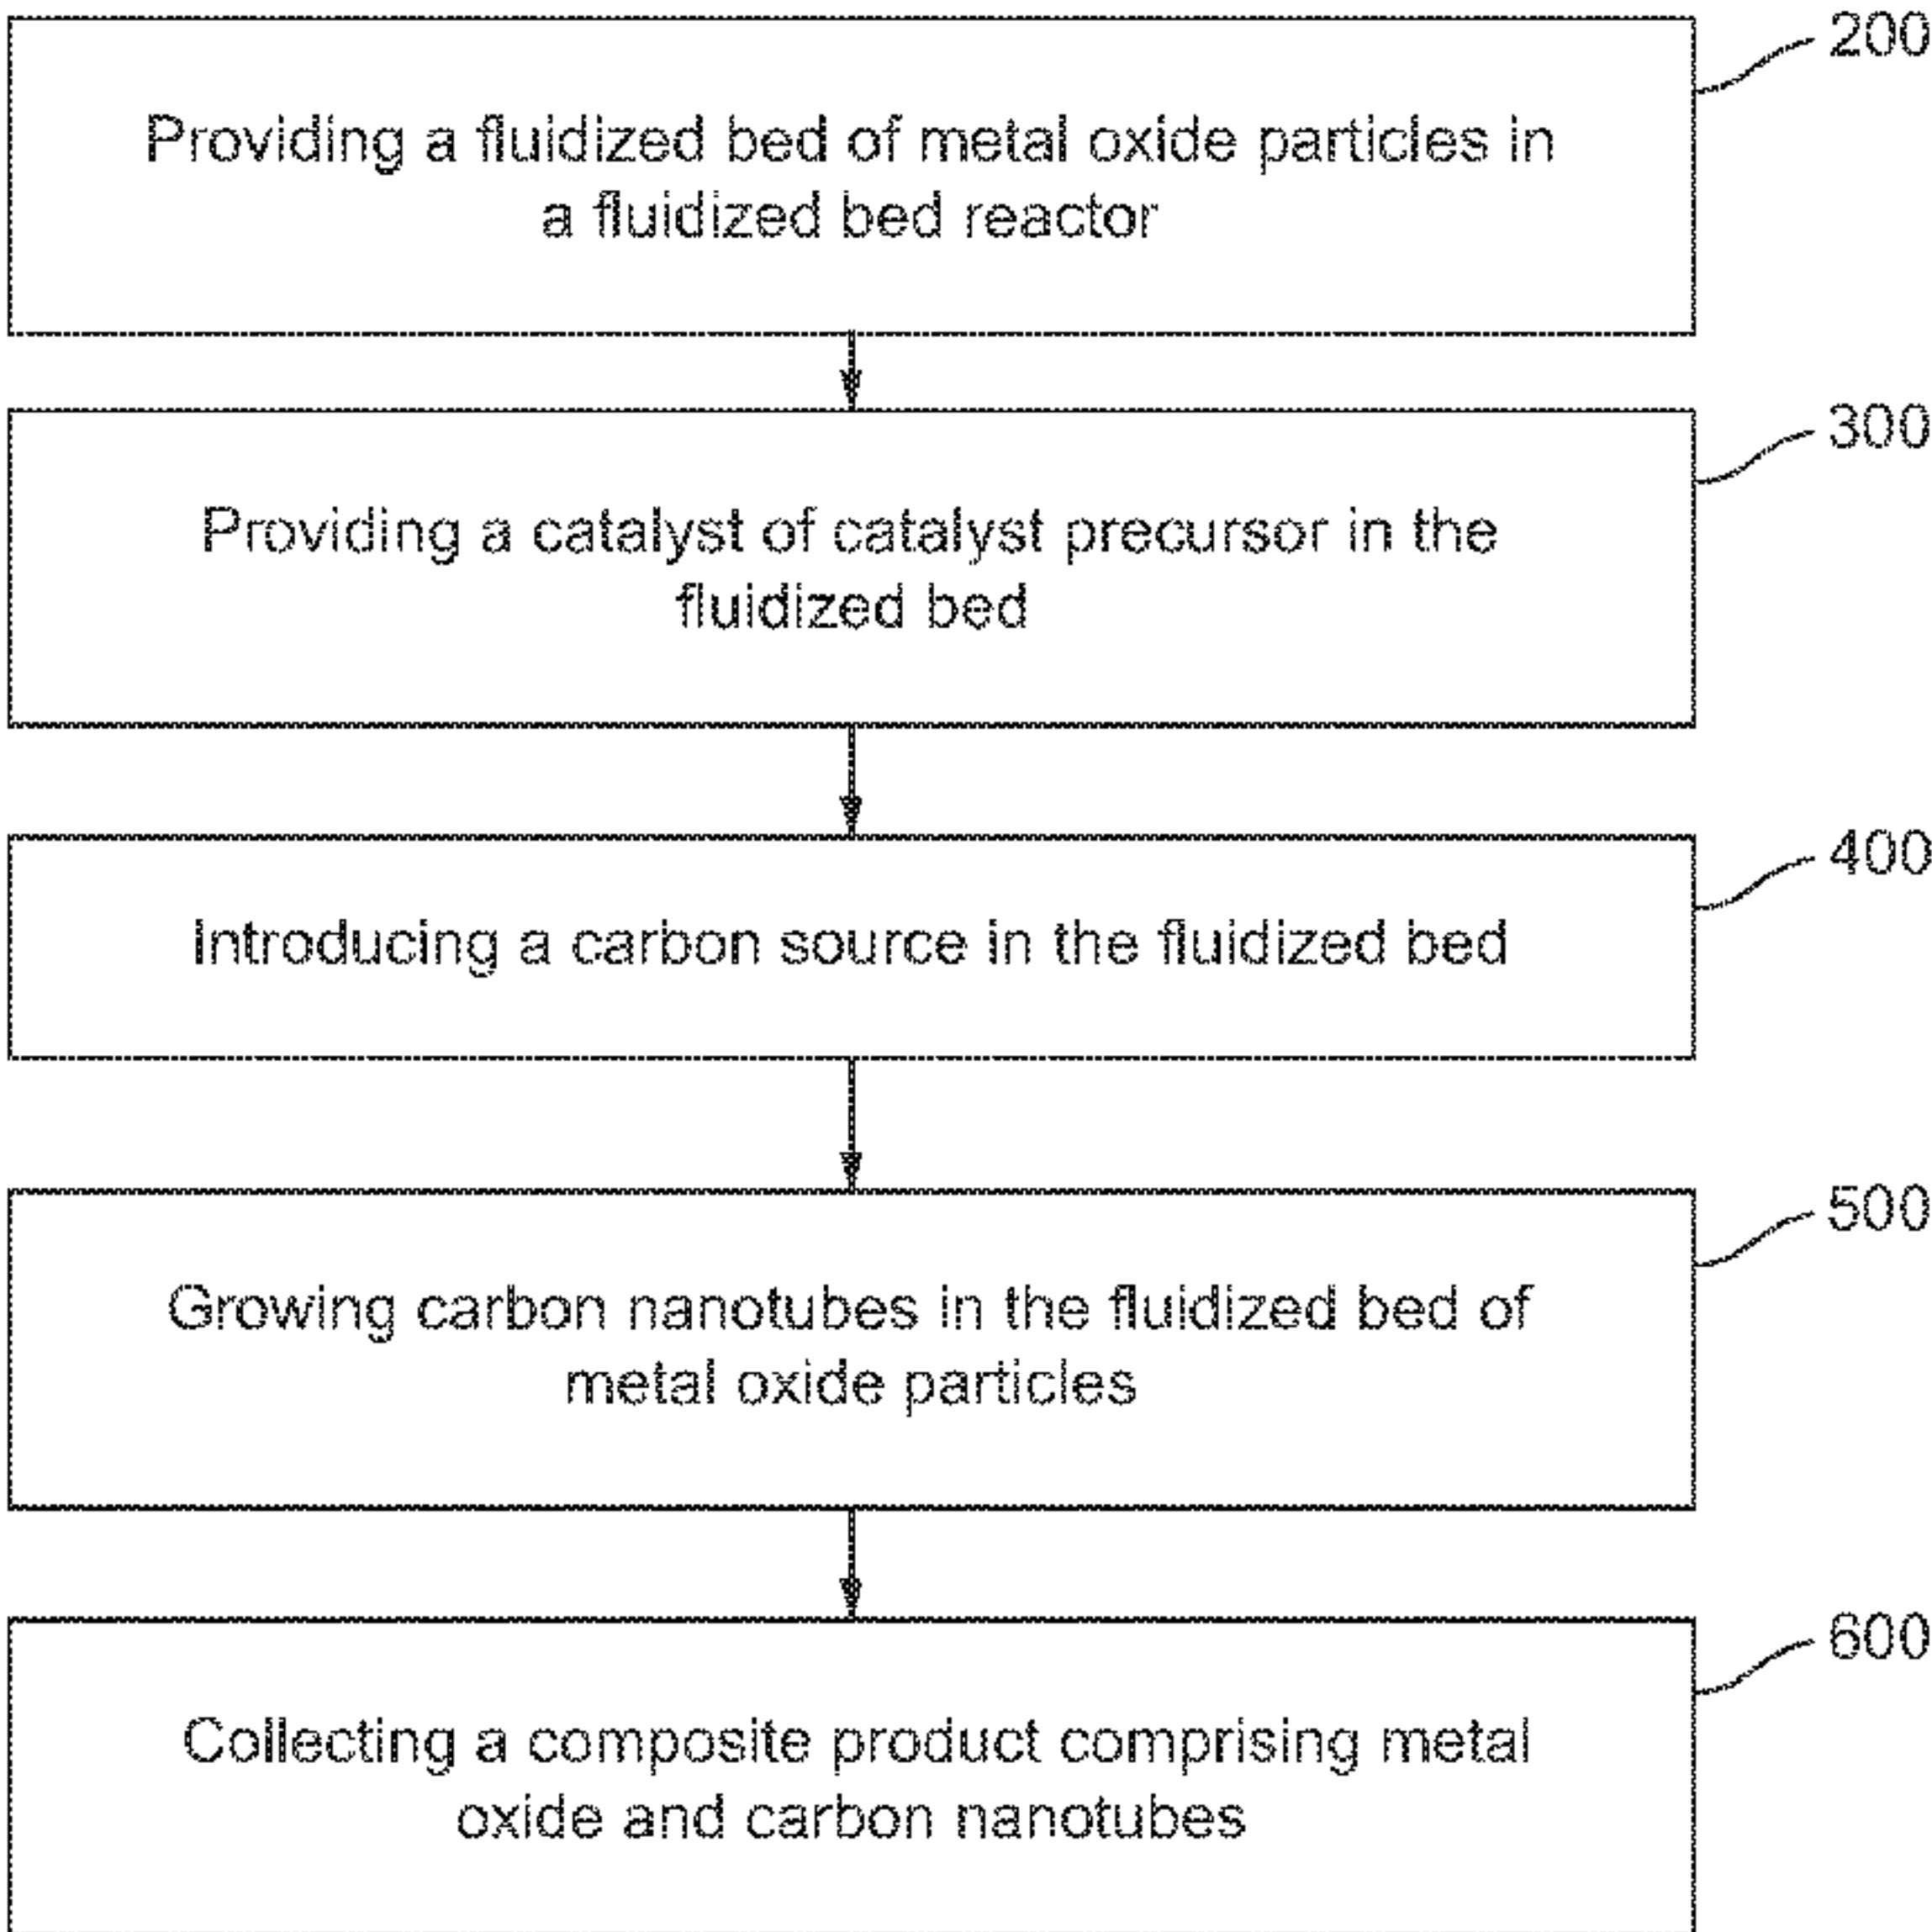 200
Providing a fluidized bed of metal oxide particles in
a fluidized bed reactor
300
Providing a catalyst of catalyst precursor in the
fluidized bed
400
Introducing a carbon source in the fluidized bed
500
Growing carbon nanotubes in the fluidized bed of
metal oxide particles
600
Collecting a composite product comprising metal
oxide and carbon nanotubes